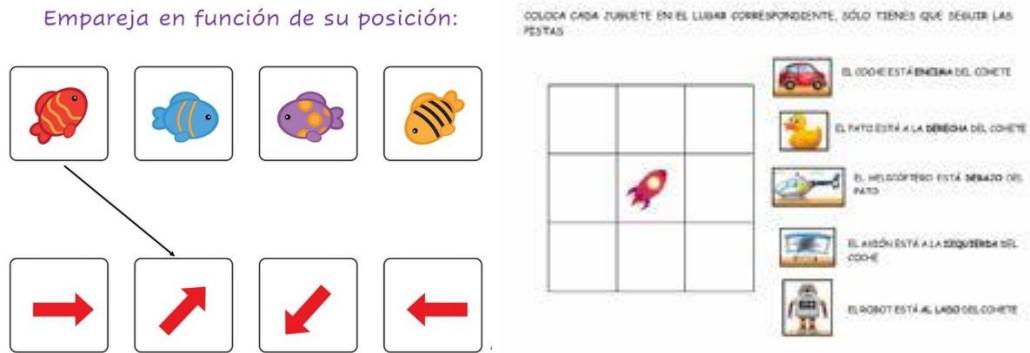 Empareja en función de su posición:
COLOCA CADA JUGUETE EN EL LUGAR CORRESPONDIENTE, SÓLO TIENES QUE SEGUIR LAS
PISTAS
EL COCHE ESTÁ ENCIMA DEL COHETE
EL PATO ESTÁ A LA DERECHA DEL COHETE
EL HELICÓPTERO ESTÁ DEBAJO DEL
PATO
EL AVIÓN ESTÁ A LA IZQUIERDA DEL
COCHE
EL ROBOT ESTÁ AL LADO DEL COHETE